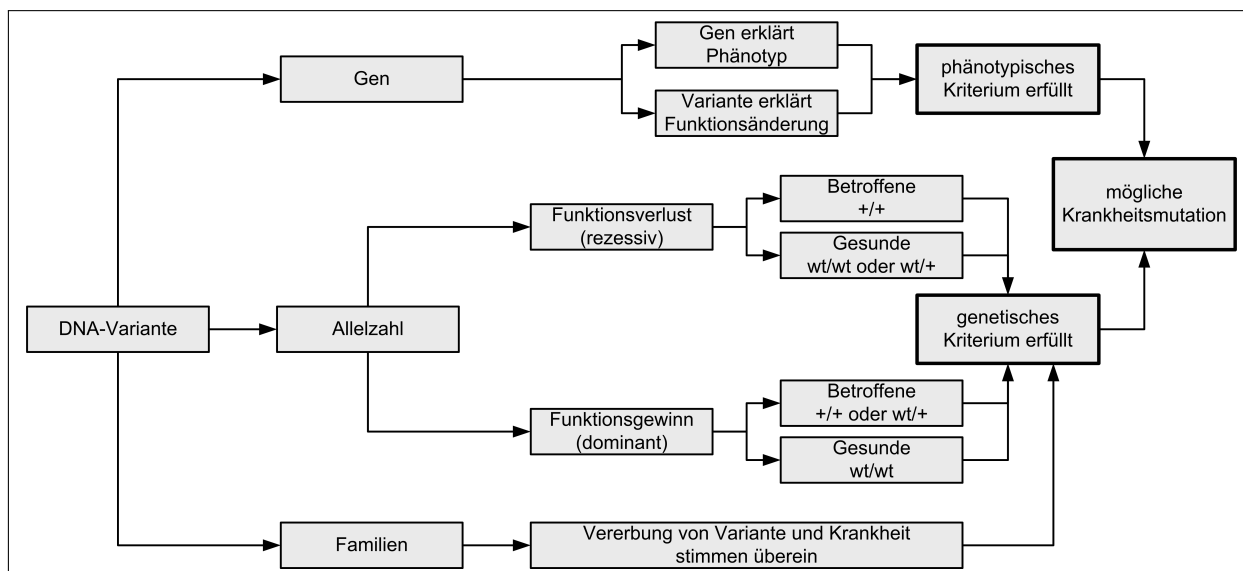 Gen erklärt
Phänotyp
Gen
phänotypisches
Kriterium erfüllt
Variante erklärt
Funktionsänderung
Betroffene
+/+
mögliche
Krankheitsmutation
Funktionsverlust
(rezessiv)
Gesunde
wt/wt oder wt/+
DNA-Variante
Allelzahl
genetisches
Kriterium erfüllt
Betroffene
+/+ oder wt/+
Funktionsgewinn
(dominant)
Gesunde
wt/wt
Familien
Vererbung von Variante und Krankheit
stimmen überein